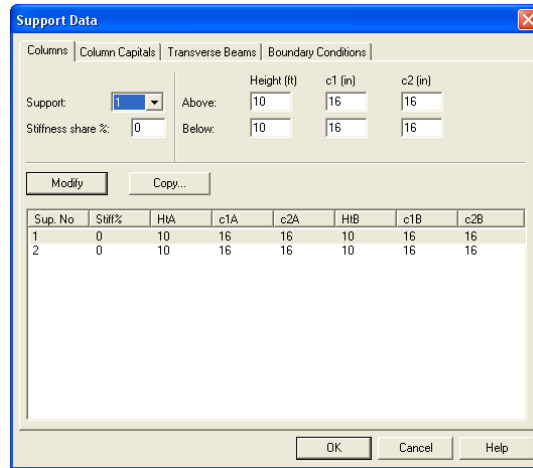 Support Data
Columns Column Capitals Transverse Beams Boundary Conditions
Height (ft) c1 (in) c2 (in)
Support: 1 Above: 10 16 16
Stiffness share %: 0 Below: 10 16 16
Modify Copy...
Sup. No Stiff% HtA c1A c2A HtB c1B c2B
1 0 10 16 16 10 16 16
2 0 10 16 16 10 16 16
OK Cancel Help